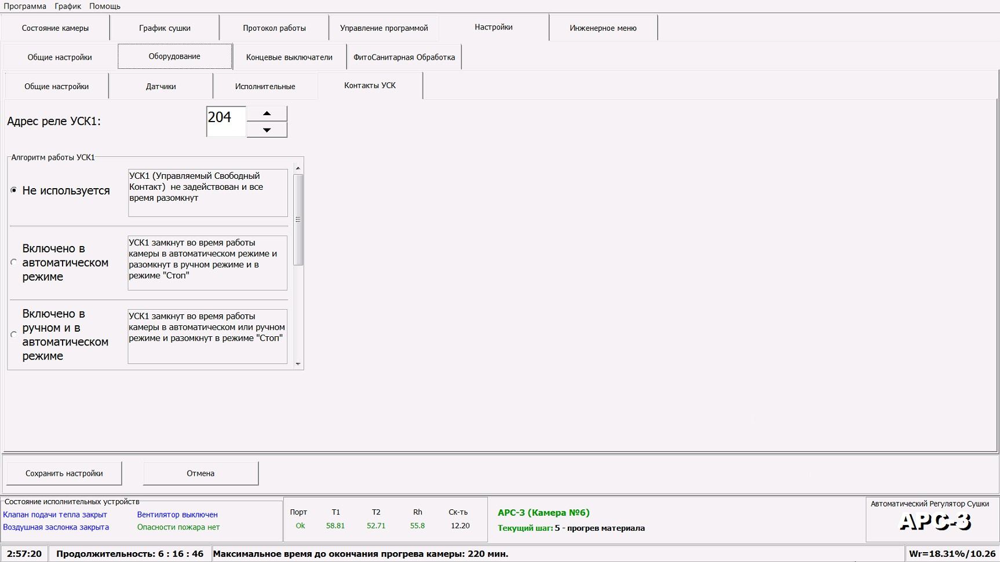 Программа График Помощь
Состояние камеры График сушки Протокол работы Управление программой Настройки Инженерное меню
Общие настройки Оборудование Концевые выключатели ФитоСанитарная Обработка
Общие настройки Датчики Исполнительные Контакты УСК
Адрес реле УСК1: 204
Алгоритм работы УСК1
Не используется
УСК1 (Управляемый Свободный
Контакт)  не задействован и все
время разомкнут
Включено в
автоматическом
режиме
УСК1 замкнут во время работы
камеры в автоматическом режиме и
разомкнут в ручном режиме и в
режиме "Стоп"
Включено в
ручном и в
автоматическом
режиме
УСК1 замкнут во время работы
камеры в автоматическом или ручном
режиме и разомкнут в режиме "Стоп"
Сохранить настройки Отмена
Состояние исполнительных устройств
Клапан подачи тепла закрыт Вентилятор выключен
Воздушная заслонка закрыта Опасности пожара нет
Порт T1 T2 Rh Ск-ть
Ok 58.81 52.71 55.8 12.20
АРС-3 (Камера №6)
Текущий шаг: 5 - прогрев материала
Автоматический Регулятор Сушки
АРС-3
2:57:20 Продолжительность: 6 : 16 : 46 Максимальное время до окончания прогрева камеры: 220 мин. Wr=18.31%/10.26